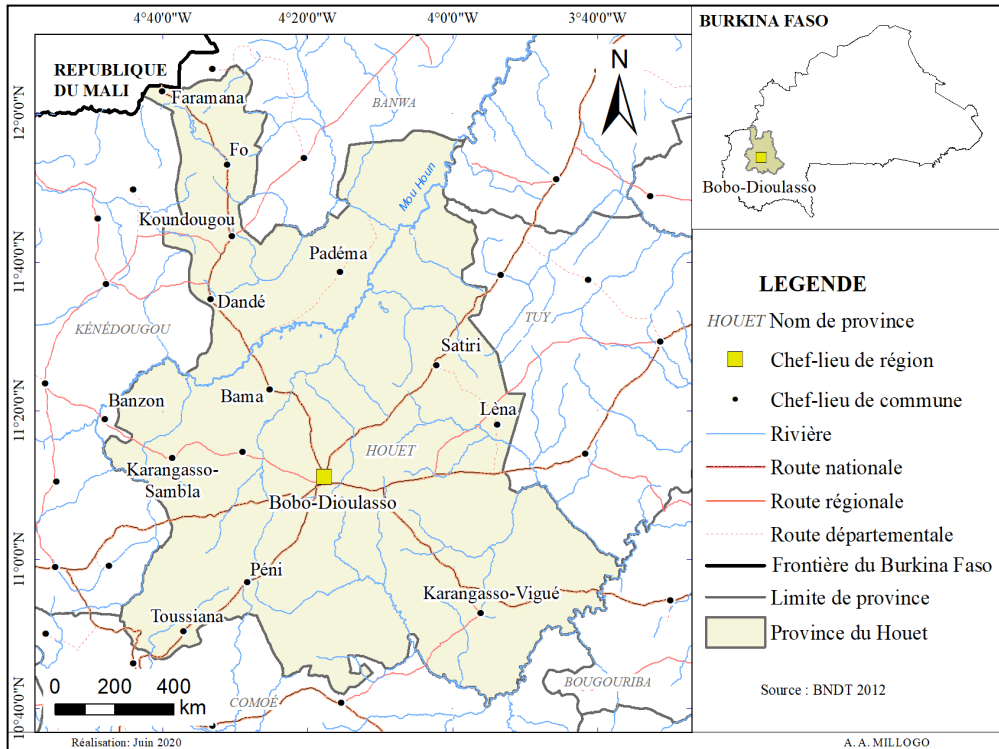 4°40'0"W
4°20'0"W
4°0'0"W
3°40'0"W
BURKINA FASO
N
REPUBLIQUE
DU MALI
Faramana
BANWA
12°0'0"N
Fo
Mou Houn
Bobo-Dioulasso
Koundougou
Padéma
11°40'0"N
Dandé
KÉNÉDOUGOU
TUY
Satiri
Banzon
Bama
Lèna
11°20'0"N
HOUET
Karangasso-
Sambla
Bobo-Dioulasso
11°0'0"N
Péni
Karangasso-Vigué
Toussiana
BOUGOURIBA
COMOÉ
10°40'0"N
0 200 400
km
LEGENDE
HOUET Nom de province
Chef-lieu de région
Chef-lieu de commune
Rivière
Route nationale
Route régionale
Route départementale
Frontière du Burkina Faso
Limite de province
Province du Houet
Source : BNDT 2012
Réalisation: Juin 2020
A. A. MILLOGO